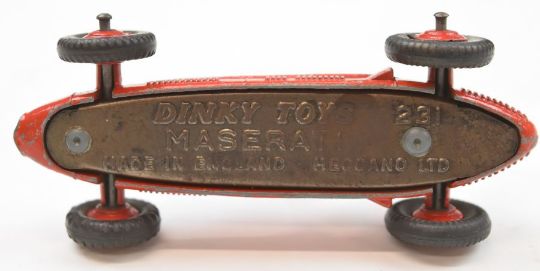 DINKY TOYS 231
MASERATI
MADE IN ENGLAND - MECCANO LTD